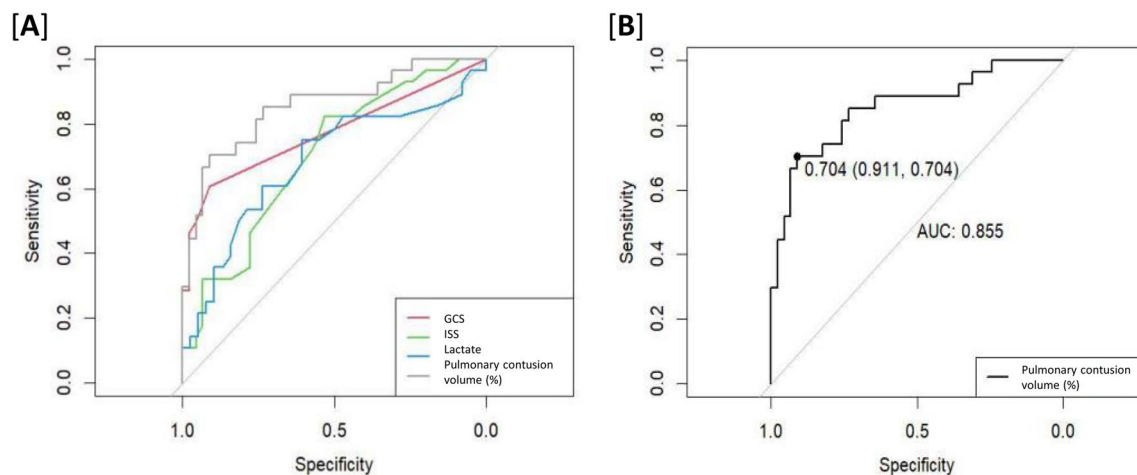 [A]
1.0
0.8
0.6
0.4
0.2
0.0
Sensitivity
1.0
0.5
0.0
Specificity
GCS
ISS
Lactate
Pulmonary contusion
volume (%)
[B]
1.0
0.8
0.6
0.4
0.2
0.0
Sensitivity
0.704 (0.911, 0.704)
AUC: 0.855
1.0
0.5
0.0
Specificity
Pulmonary contusion
volume (%)